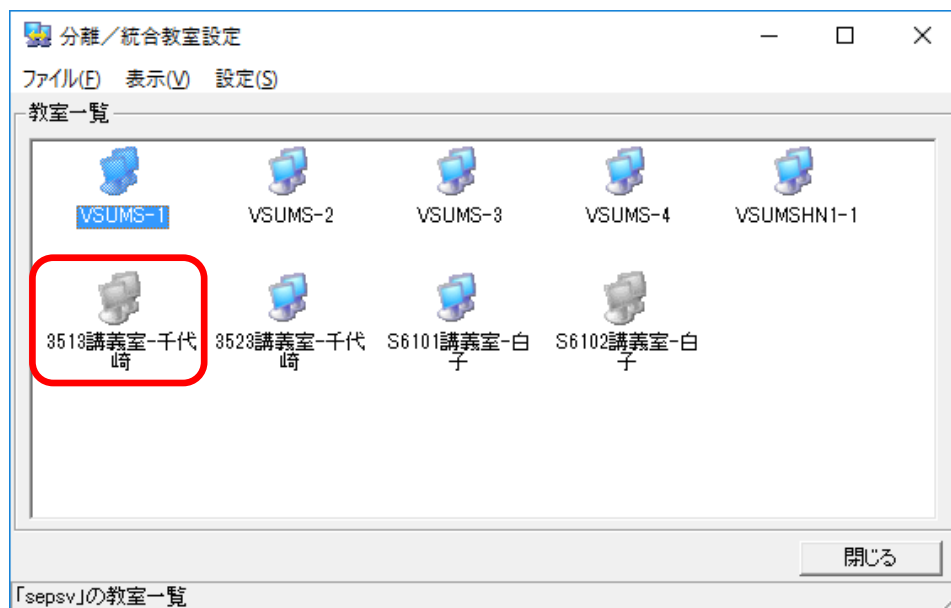 分離／統合教室設定
ファイル(F) 表示(V) 設定(S)
教室一覧
VSUMS-1 VSUMS-2 VSUMS-3 VSUMS-4 VSUMSHN1-1
3513講義室-千代 3523講義室-千代 S6101講義室-白 S6102講義室-白
崎 崎 子 子
閉じる
「sepsv」の教室一覧